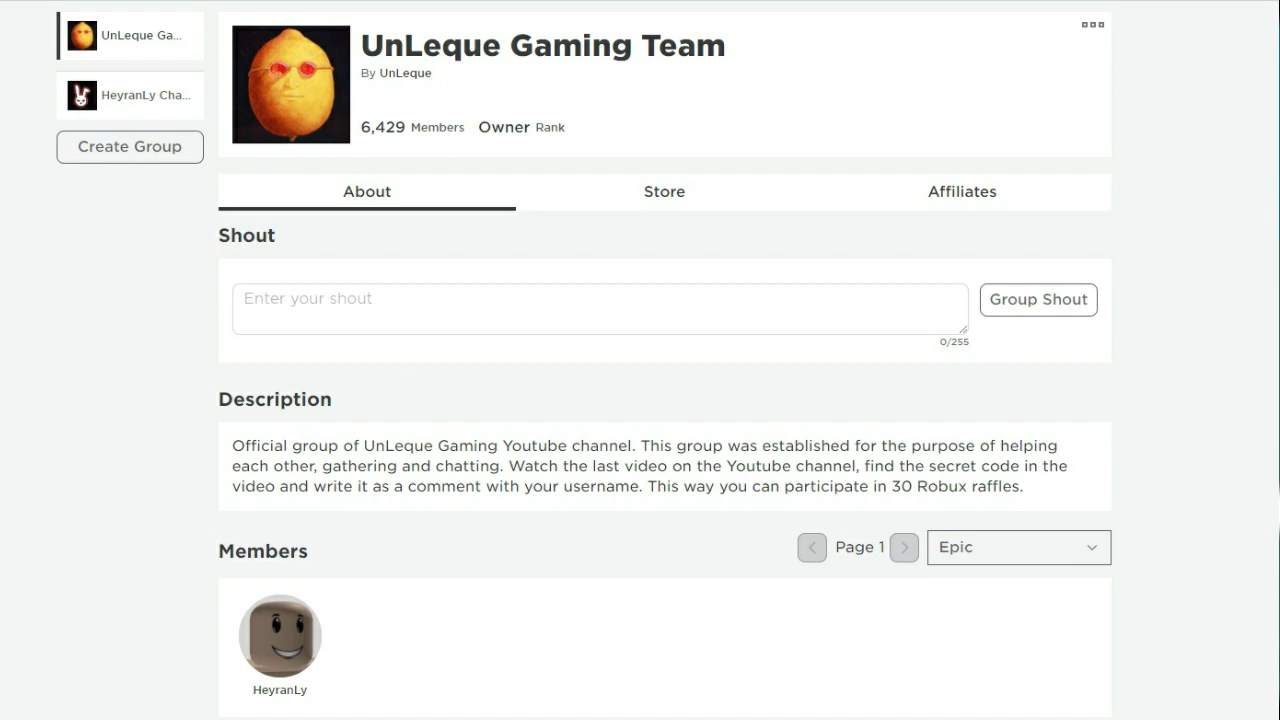 UnLeque Ga...
HeyranLy Cha...
Create Group
UnLeque Gaming Team
By UnLeque
6,429 Members Owner Rank
About Store Affiliates
Shout
Enter your shout
Group Shout
0/255
Description
Official group of UnLeque Gaming Youtube channel. This group was established for the purpose of helping
each other, gathering and chatting. Watch the last video on the Youtube channel, find the secret code in the
video and write it as a comment with your username. This way you can participate in 30 Robux raffles.
Members
Page 1
Epic
HeyranLy